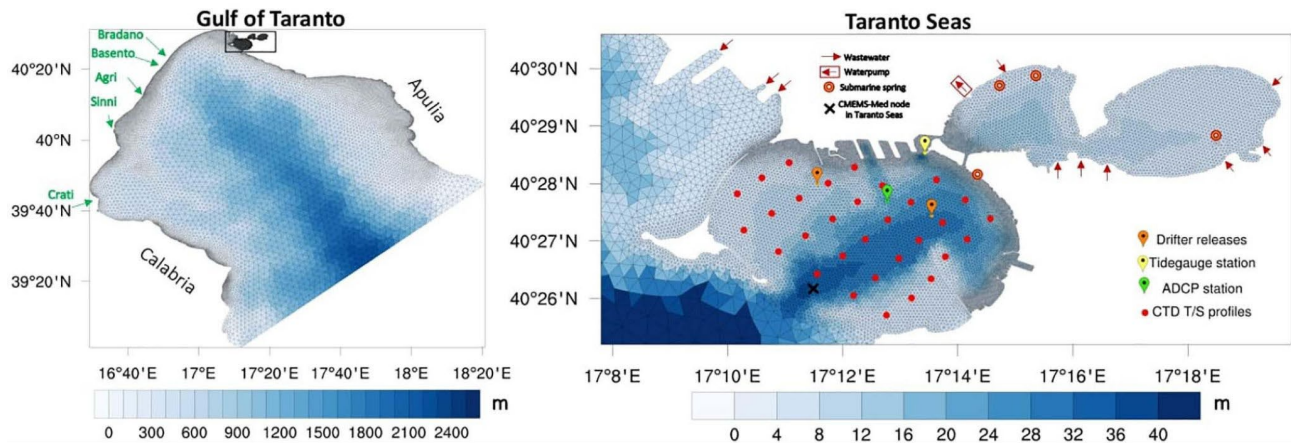 Gulf of Taranto
Bradano
Basento
Agri
Sinni
Crati
Apulia
Calabria
40°20'N
40°N
39°40'N
39°20'N
16°40'E 17°E 17°20'E 17°40'E 18°E 18°20'E
m
0 300 600 900 1200 1500 1800 2100 2400
Taranto Seas
Wastewater
Waterpump
Submarine spring
CMEMS-Med node
in Taranto Seas
Drifter releases
Tidegauge station
ADCP station
CTD T/S profiles
40°30'N
40°29'N
40°28'N
40°27'N
40°26'N
17°8'E 17°10'E 17°12'E 17°14'E 17°16'E 17°18'E
m
0 4 8 12 16 20 24 28 32 36 40